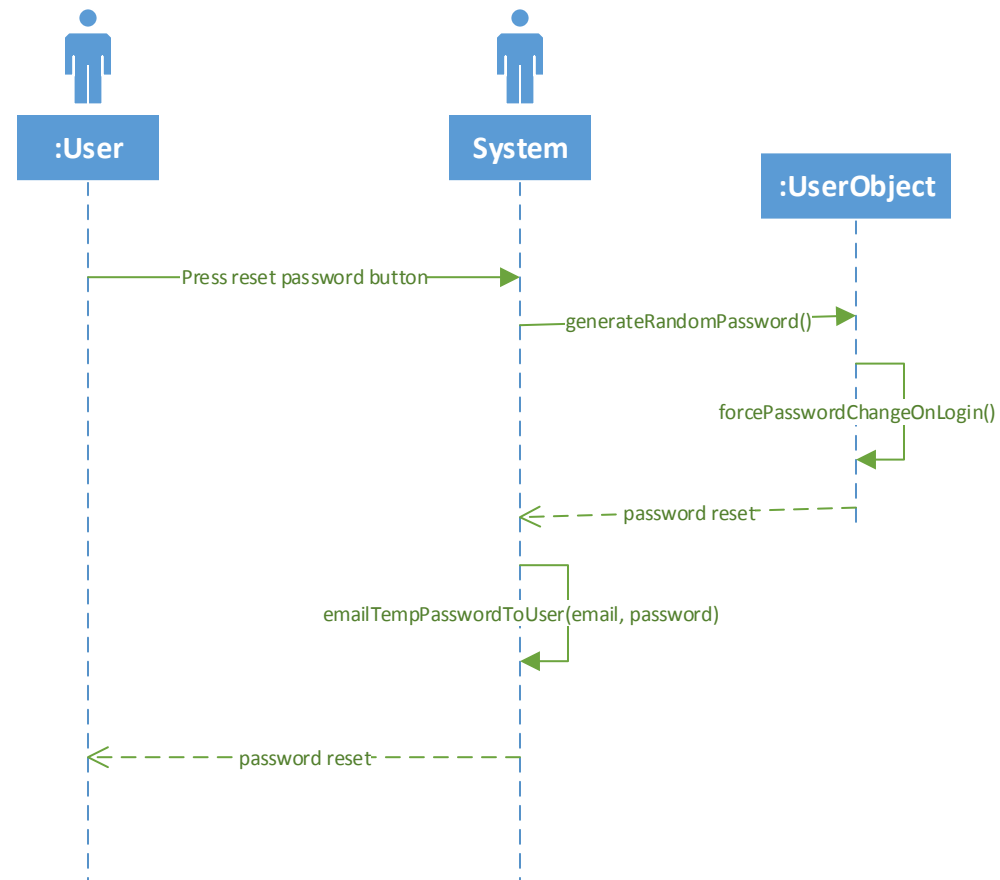 :User
System
:UserObject
Press reset password button
generateRandomPassword()
forcePasswordChangeOnLogin()
password reset
emailTempPasswordToUser(email, password)
password reset